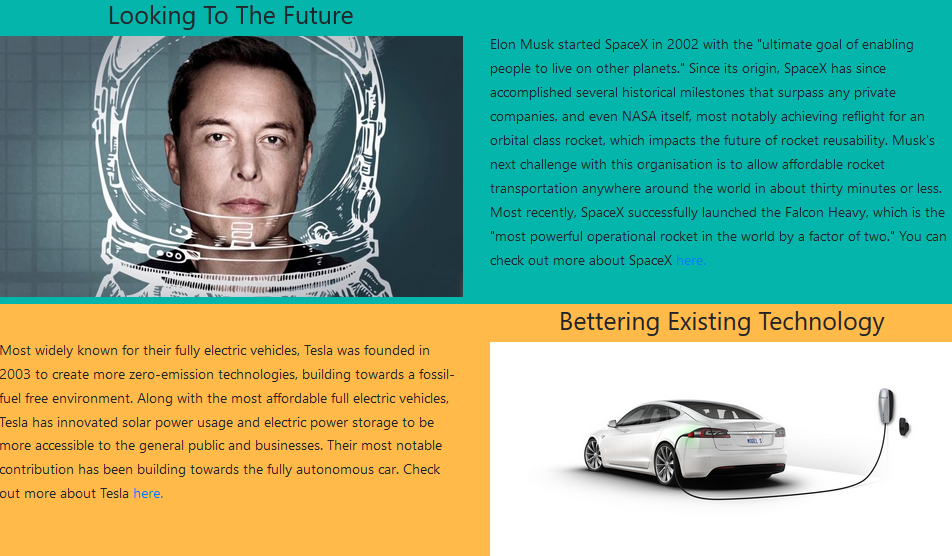 Looking To The Future
Elon Musk started SpaceX in 2002 with the "ultimate goal of enabling
people to live on other planets." Since its origin, SpaceX has since
accomplished several historical milestones that surpass any private
companies, and even NASA itself, most notably achieving reflight for an
orbital class rocket, which impacts the future of rocket reusability. Musk's
next challenge with this organisation is to allow affordable rocket
transportation anywhere around the world in about thirty minutes or less.
Most recently, SpaceX successfully launched the Falcon Heavy, which is the
"most powerful operational rocket in the world by a factor of two." You can
check out more about SpaceX here.
Bettering Existing Technology
Most widely known for their fully electric vehicles, Tesla was founded in
2003 to create more zero-emission technologies, building towards a fossil-
fuel free environment. Along with the most affordable full electric vehicles,
Tesla has innovated solar power usage and electric power storage to be
more accessible to the general public and businesses. Their most notable
contribution has been building towards the fully autonomous car. Check
out more about Tesla here.
MODEL S